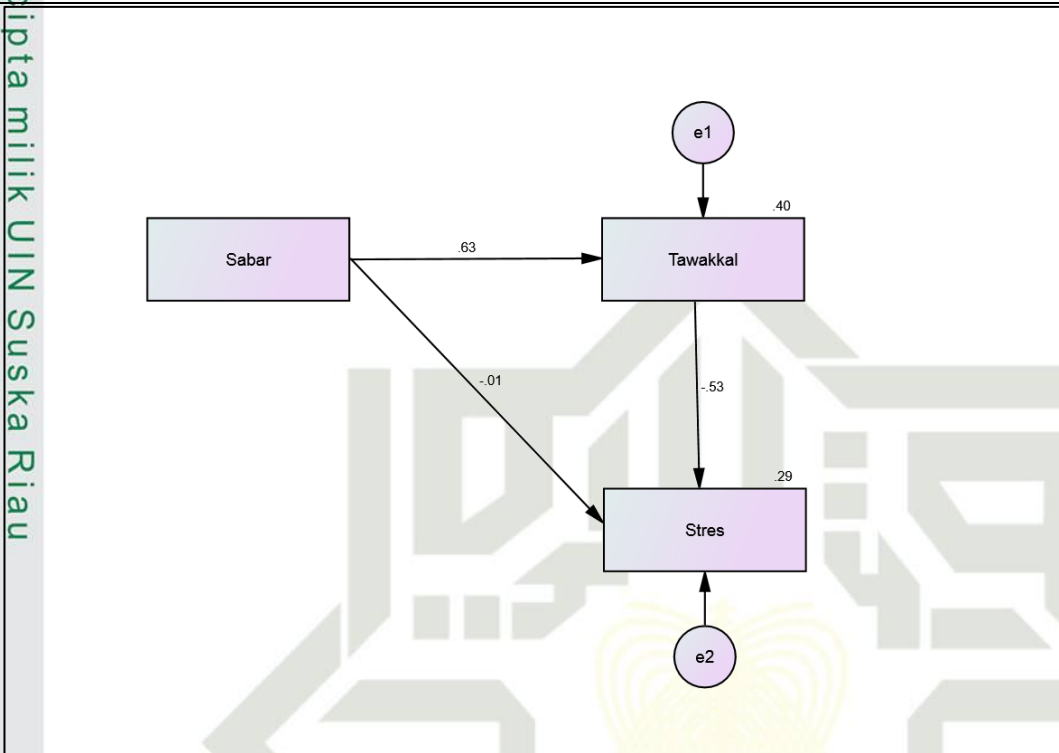 cipta milik UIN Suska Riau
e1
.40
Sabar
.63
Tawakkal
-.01
-.53
.29
Stres
e2